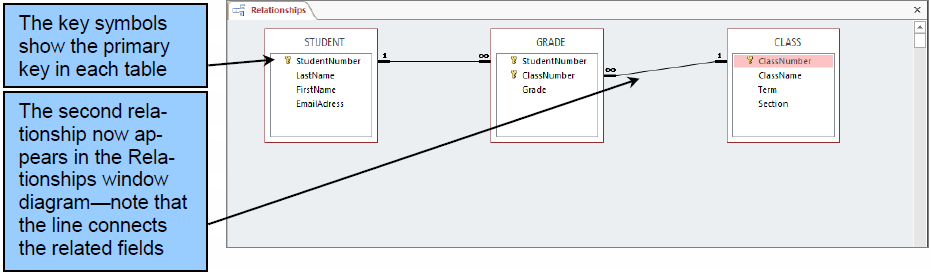 The key symbols
show the primary
key in each table
The second rela-
tionship now ap-
pears in the Rela-
tionships window
diagram—note that
the line connects
the related fields
Relationships
STUDENT
StudentNumber
LastName
FirstName
EmailAdress
1
∞
GRADE
StudentNumber
ClassNumber
Grade
∞
1
CLASS
ClassNumber
ClassName
Term
Section